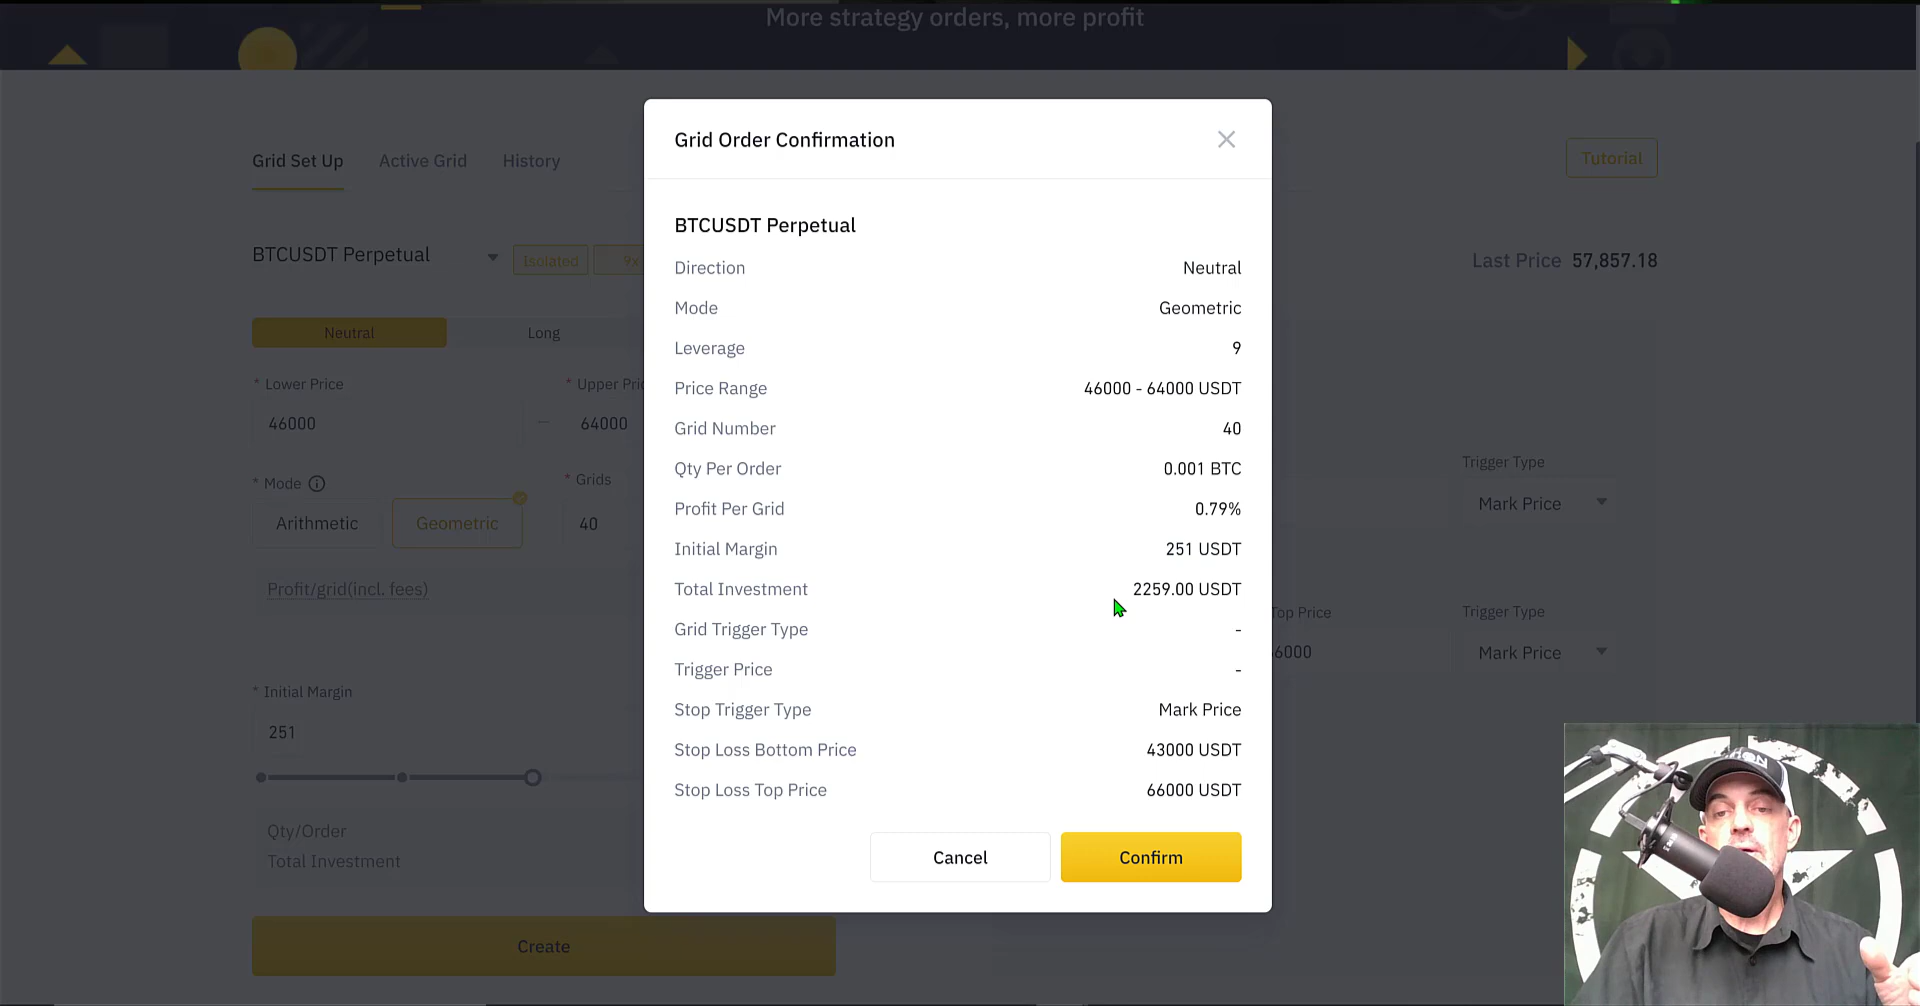 More strategy orders, more profit
Grid Set Up
Active Grid
History
Tutorial
BTCUSDT Perpetual
Isolated
9x
Last Price 57,857.18
Neutral
Long
* Lower Price
* Upper Pri
46000
—
64000
* Mode
* Grids
Arithmetic
Geometric
40
Profit/grid(incl. fees)
* Initial Margin
251
Qty/Order
Total Investment
Create
Grid Order Confirmation
BTCUSDT Perpetual
Direction Neutral
Mode Geometric
Leverage 9
Price Range 46000 - 64000 USDT
Grid Number 40
Qty Per Order 0.001 BTC
Profit Per Grid 0.79%
Initial Margin 251 USDT
Total Investment 2259.00 USDT
Grid Trigger Type -
Trigger Price -
Stop Trigger Type Mark Price
Stop Loss Bottom Price 43000 USDT
Stop Loss Top Price 66000 USDT
Cancel
Confirm
Trigger Type
Mark Price
Top Price
Trigger Type
6000
Mark Price